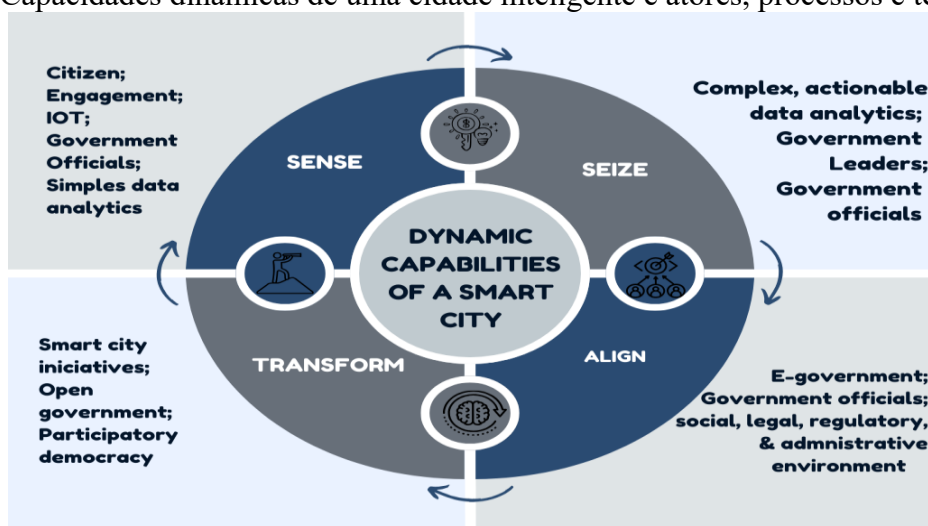 Capacidades dinâmicas de uma cidade inteligente e atores, processos e
Citizen;
Engagement;
IOT;
Government
Officials;
Simples data
analytics
SENSE
SEIZE
Complex, actionable
data analytics;
Government
Leaders;
Government
officials
DYNAMIC
CAPABILITIES
OF A SMART
CITY
Smart city
iniciatives;
Open
government;
Participatory
democracy
TRANSFORM
ALIGN
E-government;
Government officials;
social, legal, regulatory,
& admnistrative
environment